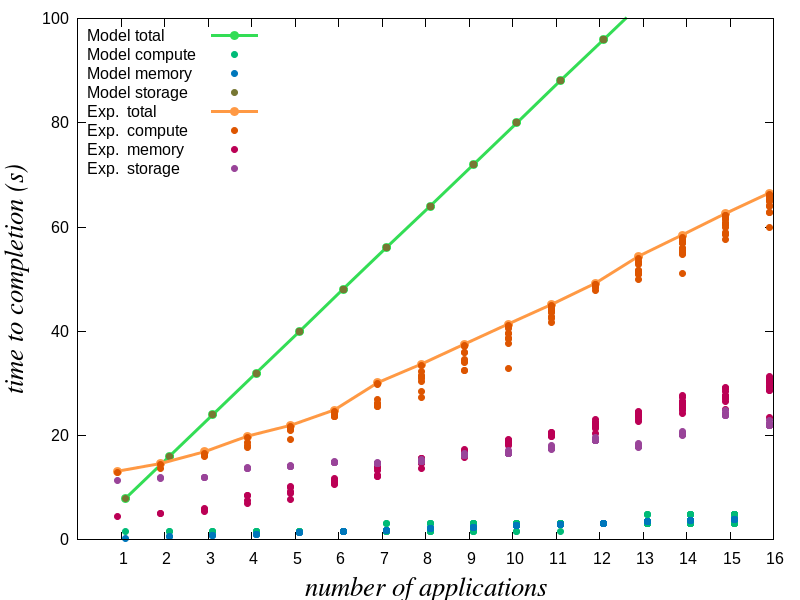 100
80
60
40
20
0
time to completion (s)
Model total
Model compute
Model memory
Model storage
Exp. total
Exp. compute
Exp. memory
Exp. storage
1 2 3 4 5 6 7 8 9 10 11 12 13 14 15 16
number of applications